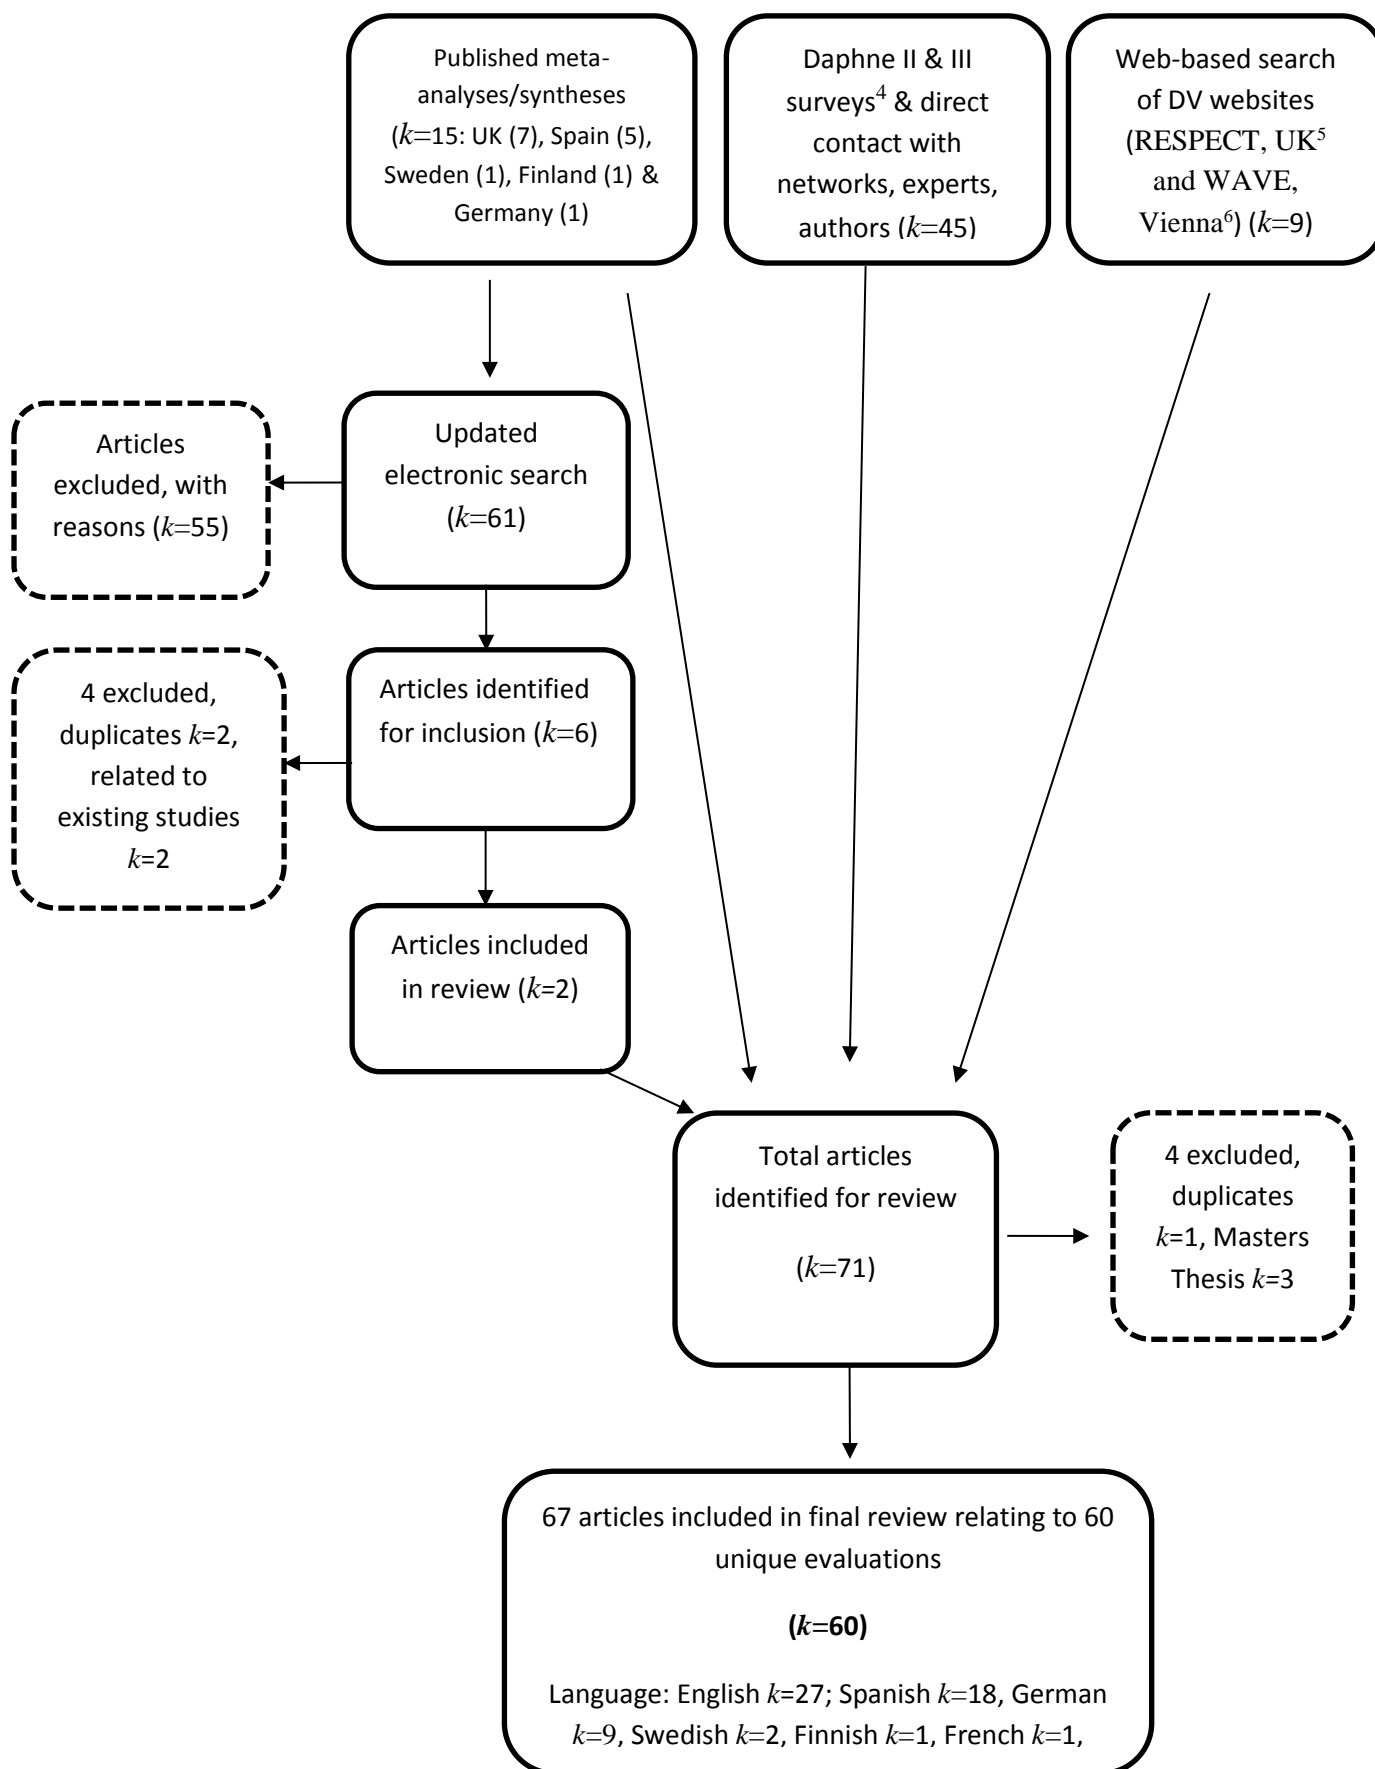 Published meta-
analyses/syntheses
(k=15: UK (7), Spain (5),
Sweden (1), Finland (1) &
Germany (1)
Daphne II & III
surveys⁴ & direct
contact with
networks, experts,
authors (k=45)
Web-based search
of DV websites
(RESPECT, UK⁵
and WAVE,
Vienna⁶) (k=9)
Articles
excluded, with
reasons (k=55)
Updated
electronic search
(k=61)
4 excluded,
duplicates k=2,
related to
existing studies
k=2
Articles identified
for inclusion (k=6)
Articles included
in review (k=2)
Total articles
identified for review
(k=71)
4 excluded,
duplicates
k=1, Masters
Thesis k=3
67 articles included in final review relating to 60
unique evaluations
(k=60)
Language: English k=27; Spanish k=18, German
k=9, Swedish k=2, Finnish k=1, French k=1,